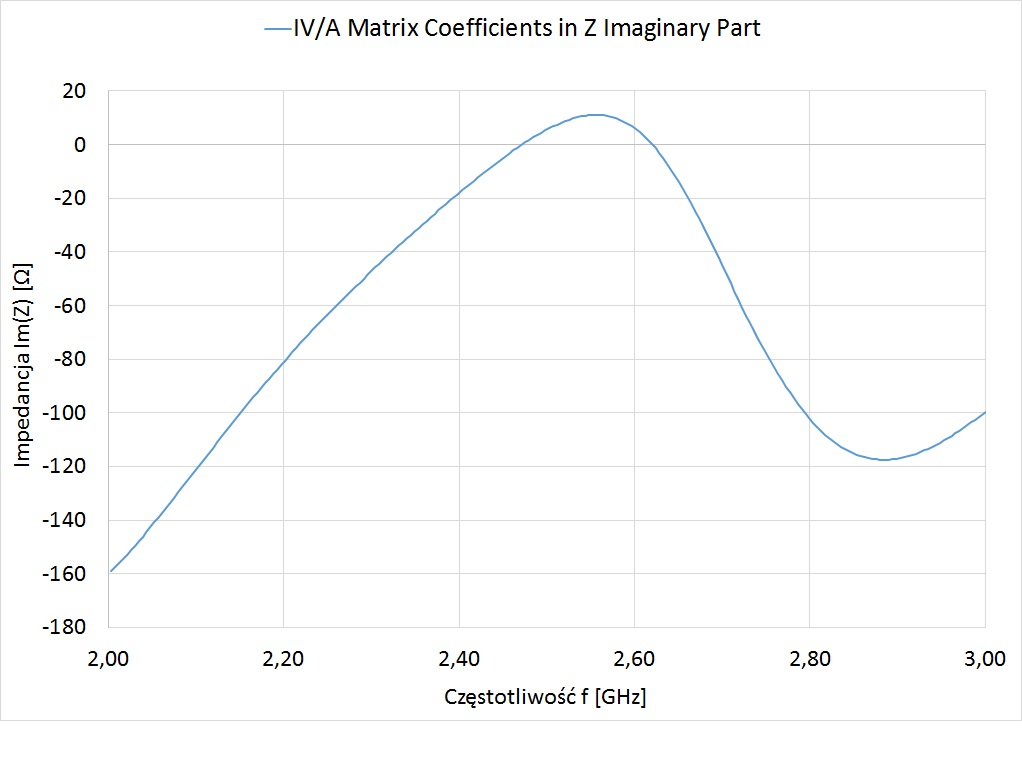 IV/A Matrix Coefficients in Z Imaginary Part
20
0
-20
-40
-60
-80
-100
-120
-140
-160
-180
Impedancja Im(Z) [Ω]
2,00 2,20 2,40 2,60 2,80 3,00
Częstotliwość f [GHz]